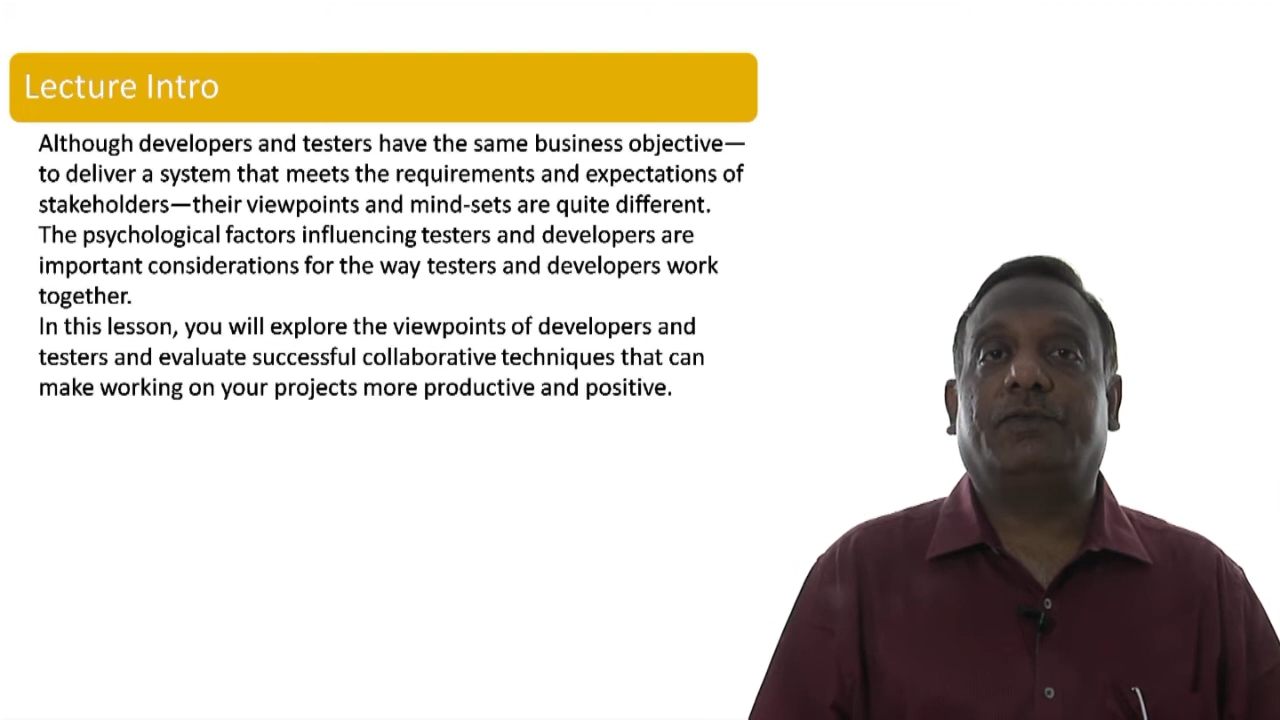 Lecture Intro
Although developers and testers have the same business objective—
to deliver a system that meets the requirements and expectations of
stakeholders—their viewpoints and mind-sets are quite different.
The psychological factors influencing testers and developers are
important considerations for the way testers and developers work
together.
In this lesson, you will explore the viewpoints of developers and
testers and evaluate successful collaborative techniques that can
make working on your projects more productive and positive.